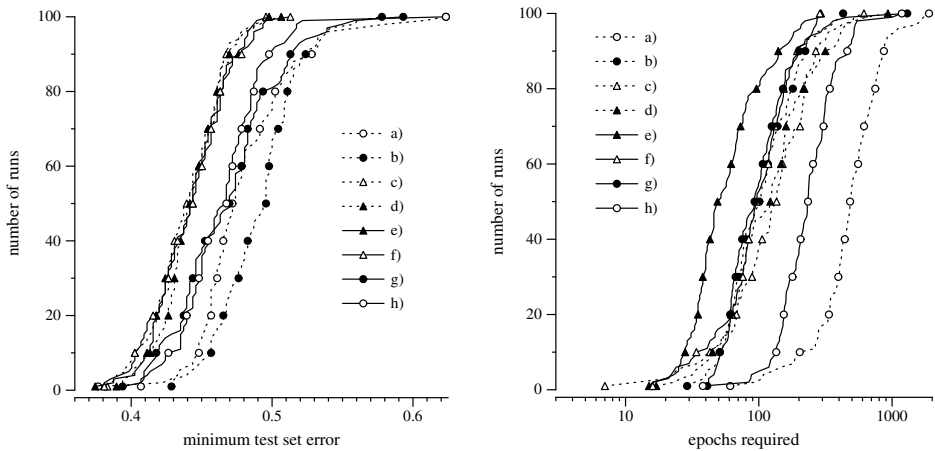 100
80
60
40
20
0
number of runs
0.4
0.5
0.6
minimum test set error
a)
b)
c)
d)
e)
f)
g)
h)
100
80
60
40
20
0
number of runs
10
100
1000
epochs required
a)
b)
c)
d)
e)
f)
g)
h)